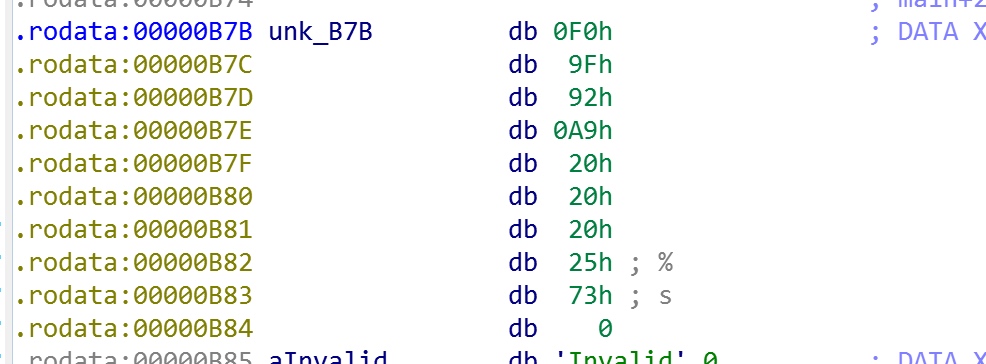 .rodata:00000B74 ; main+2
.rodata:00000B7B unk_B7B db 0F0h ; DATA X
.rodata:00000B7C db 9Fh
.rodata:00000B7D db 92h
.rodata:00000B7E db 0A9h
.rodata:00000B7F db 20h
.rodata:00000B80 db 20h
.rodata:00000B81 db 20h
.rodata:00000B82 db 25h ; %
.rodata:00000B83 db 73h ; s
.rodata:00000B84 db 0
.rodata:00000B85 aInvalid db 'Invalid',0 ; DATA X